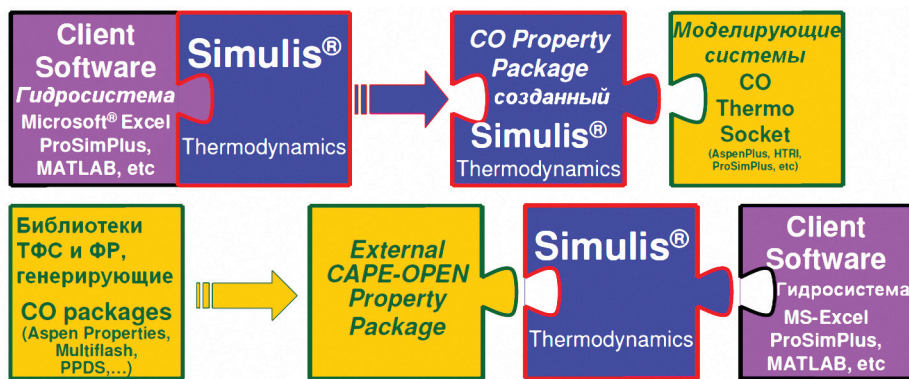 Client
Software
Гидросистема
Microsoft® Excel
ProSimPlus,
MATLAB, etc
Simulis®
Thermodynamics
CO Property
Package
созданный
Simulis®
Thermodynamics
Моделирующие
системы
CO
Thermo
Socket
(AspenPlus, HTRI,
ProSimPlus, etc)
Библиотеки
ТФС и ФР,
генерирующие
CO packages
(Aspen Properties,
Multiflash,
PPDS,...)
External
CAPE-OPEN
Property
Package
Simulis®
Thermodynamics
Client
Software
Гидросистема
MS-Excel
ProSimPlus,
MATLAB, etc